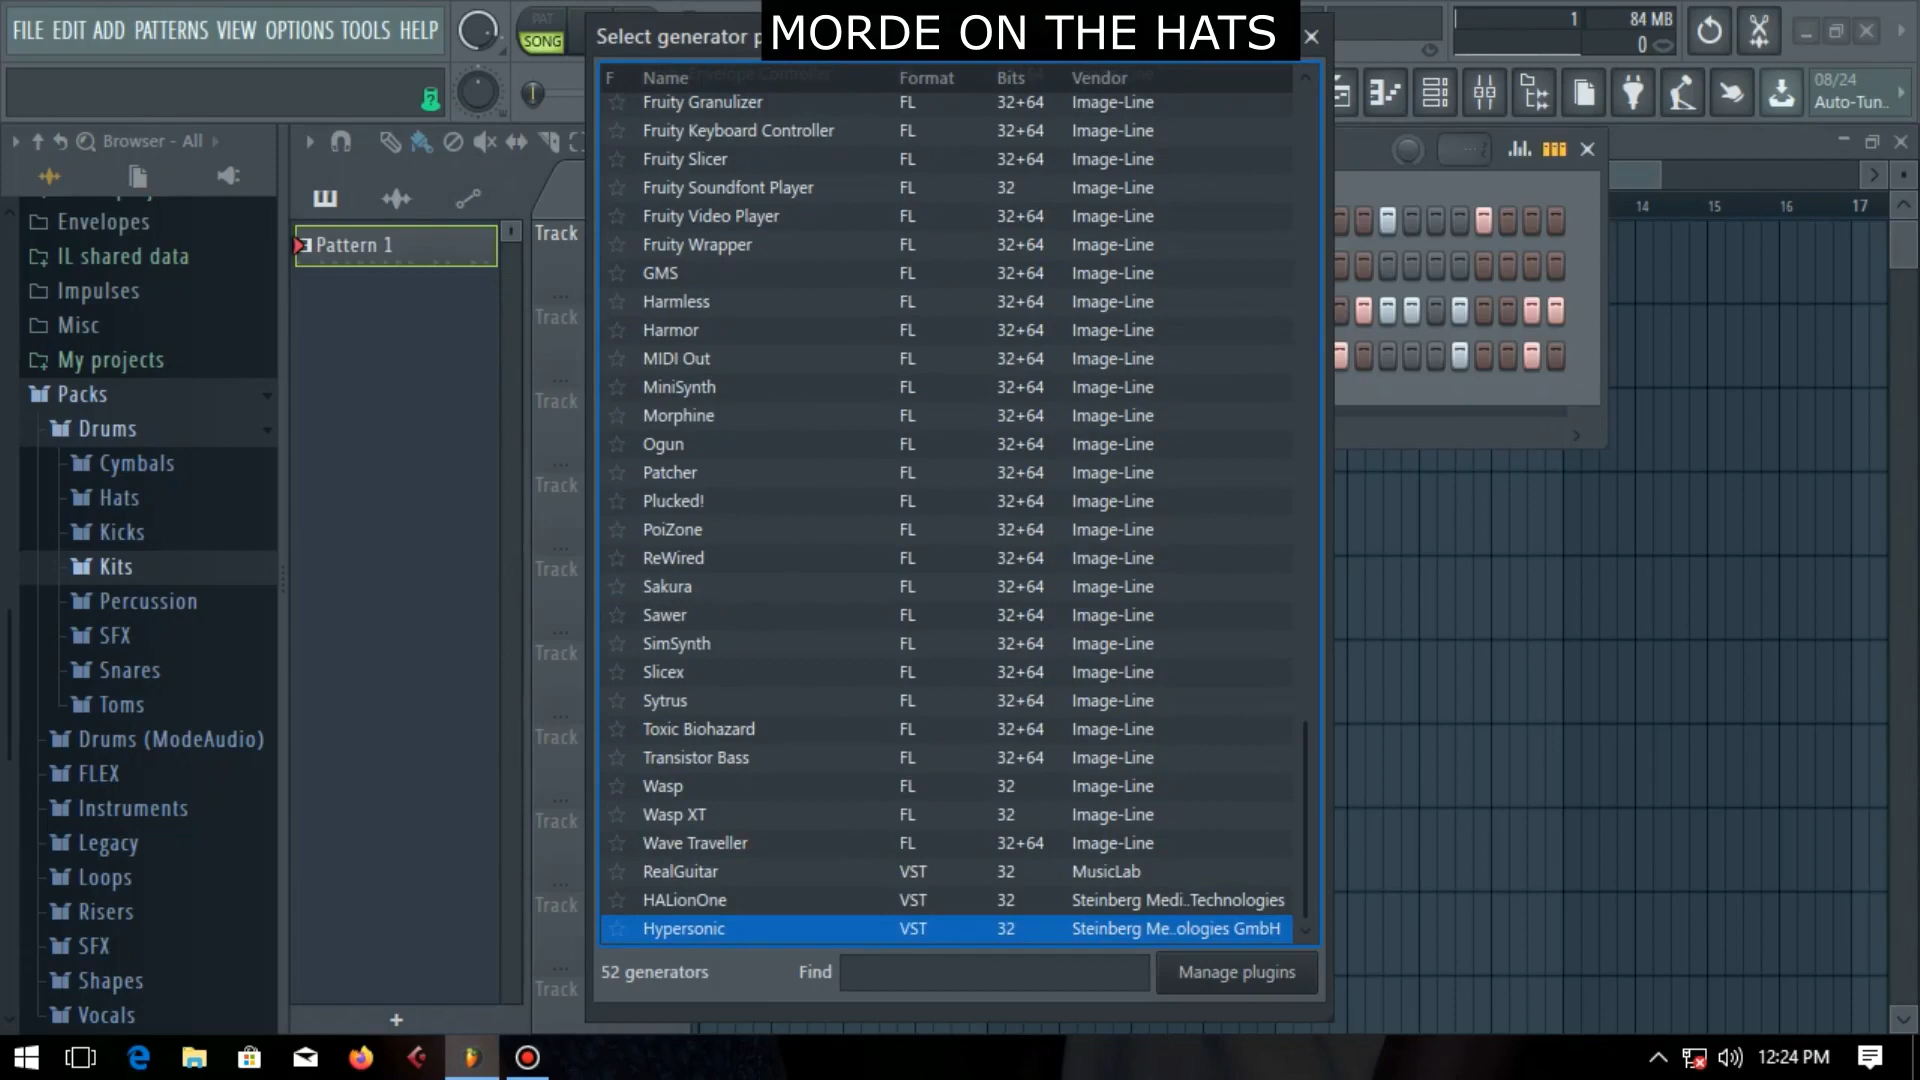 FILE EDIT ADD PATTERNS VIEW OPTIONS TOOLS HELP
PAT
SONG
Select generator p
MORDE ON THE HATS
1
84 MB
0
08/24
Auto-Tun..
Browser - All
Envelopes
IL shared data
Impulses
Misc
My projects
Packs
Drums
Cymbals
Hats
Kicks
Kits
Percussion
SFX
Snares
Toms
Drums (ModeAudio)
FLEX
Instruments
Legacy
Loops
Risers
SFX
Shapes
Vocals
Pattern 1
+
Track
Track
Track
Track
Track
Track
Track
Track
Track
Track
F Name Format Bits Vendor
Fruity Granulizer FL 32+64 Image-Line
Fruity Keyboard Controller FL 32+64 Image-Line
Fruity Slicer FL 32+64 Image-Line
Fruity Soundfont Player FL 32 Image-Line
Fruity Video Player FL 32+64 Image-Line
Fruity Wrapper FL 32+64 Image-Line
GMS FL 32+64 Image-Line
Harmless FL 32+64 Image-Line
Harmor FL 32+64 Image-Line
MIDI Out FL 32+64 Image-Line
MiniSynth FL 32+64 Image-Line
Morphine FL 32+64 Image-Line
Ogun FL 32+64 Image-Line
Patcher FL 32+64 Image-Line
Plucked! FL 32+64 Image-Line
PoiZone FL 32+64 Image-Line
ReWired FL 32+64 Image-Line
Sakura FL 32+64 Image-Line
Sawer FL 32+64 Image-Line
SimSynth FL 32+64 Image-Line
Slicex FL 32+64 Image-Line
Sytrus FL 32+64 Image-Line
Toxic Biohazard FL 32+64 Image-Line
Transistor Bass FL 32+64 Image-Line
Wasp FL 32 Image-Line
Wasp XT FL 32 Image-Line
Wave Traveller FL 32+64 Image-Line
RealGuitar VST 32 MusicLab
HALionOne VST 32 Steinberg Medi..Technologies
Hypersonic VST 32 Steinberg Me..ologies GmbH
52 generators Find Manage plugins
14 15 16 17
12:24 PM